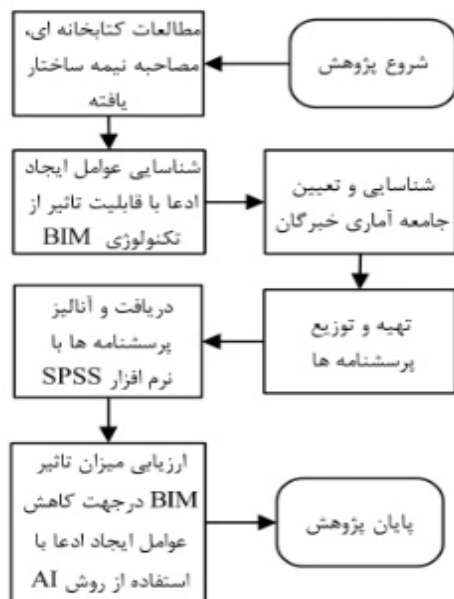 شروع پژوهش
مطالعات کتابخانه ای،
مصاحبه نیمه ساختار
یافته
شناسایی عوامل ایجاد
ادعا با قابلیت تاثیر از
تکنولوژی BIM
شناسایی و تعیین
جامعه آماری خبرگان
تهیه و توزیع
پرسشنامه ها
دریافت و آنالیز
پرسشنامه ها با
نرم افزار SPSS
ارزیابی میزان تاثیر
BIM درجهت کاهش
عوامل ایجاد ادعا با
استفاده از روش AI
پایان پژوهش